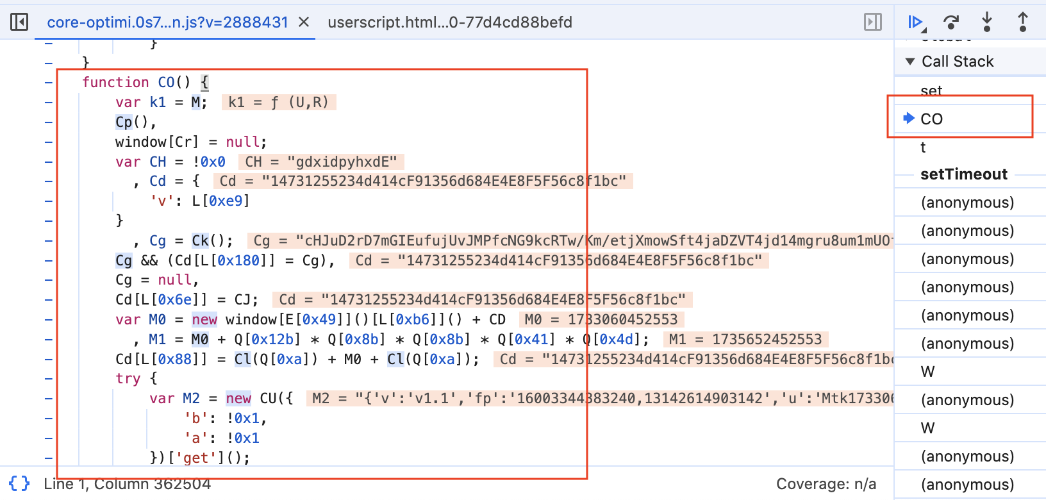 core-optimi.0s7...n.js?v=2888431 × userscript.html...0-77d4cd88befd
}
}
Call Stack
function CO() {
set
var k1 = M; k1 = ƒ (U,R)
CO
Cp(),
window[Cr] = null;
t
var CH = !0x0 CH = "gdxidpyhxdE"
, Cd = { Cd = "14731255234d414cF91356d684E4E8F5F56c8f1bc"
setTimeout
'v': L[0xe9]
(anonymous)
}
, Cg = Ck(); Cg = "cHJuD2rD7mGIEufujUvJMPfcNG9kcRTw/Km/etjXmowSft4jaDZVT4jd14mgru8um1mUO
(anonymous)
Cg && (Cd[L[0x180]] = Cg), Cd = "14731255234d414cF91356d684E4E8F5F56c8f1bc"
(anonymous)
Cg = null,
Cd[L[0x6e]] = CJ; Cd = "14731255234d414cF91356d684E4E8F5F56c8f1bc"
(anonymous)
var M0 = new window[E[0x49]]()[L[0xb6]]() + CD M0 = 1733060452553
(anonymous)
, M1 = M0 + Q[0x12b] * Q[0x8b] * Q[0x8b] * Q[0x41] * Q[0x4d]; M1 = 1735652452553
(anonymous)
Cd[L[0x88]] = Cl(Q[0xa]) + M0 + Cl(Q[0xa]); Cd = "14731255234d414cF91356d684E4E8F5F56c8f1bc
try {
W
var M2 = new CU({ M2 = "{'v':'v1.1','fp':'16003344383240,13142614903142','u':'Mtk173306
(anonymous)
'b': !0x1,
'a': !0x1
W
})['get']();
(anonymous)
{} Line 1, Column 362504 Coverage: n/a
(anonymous)